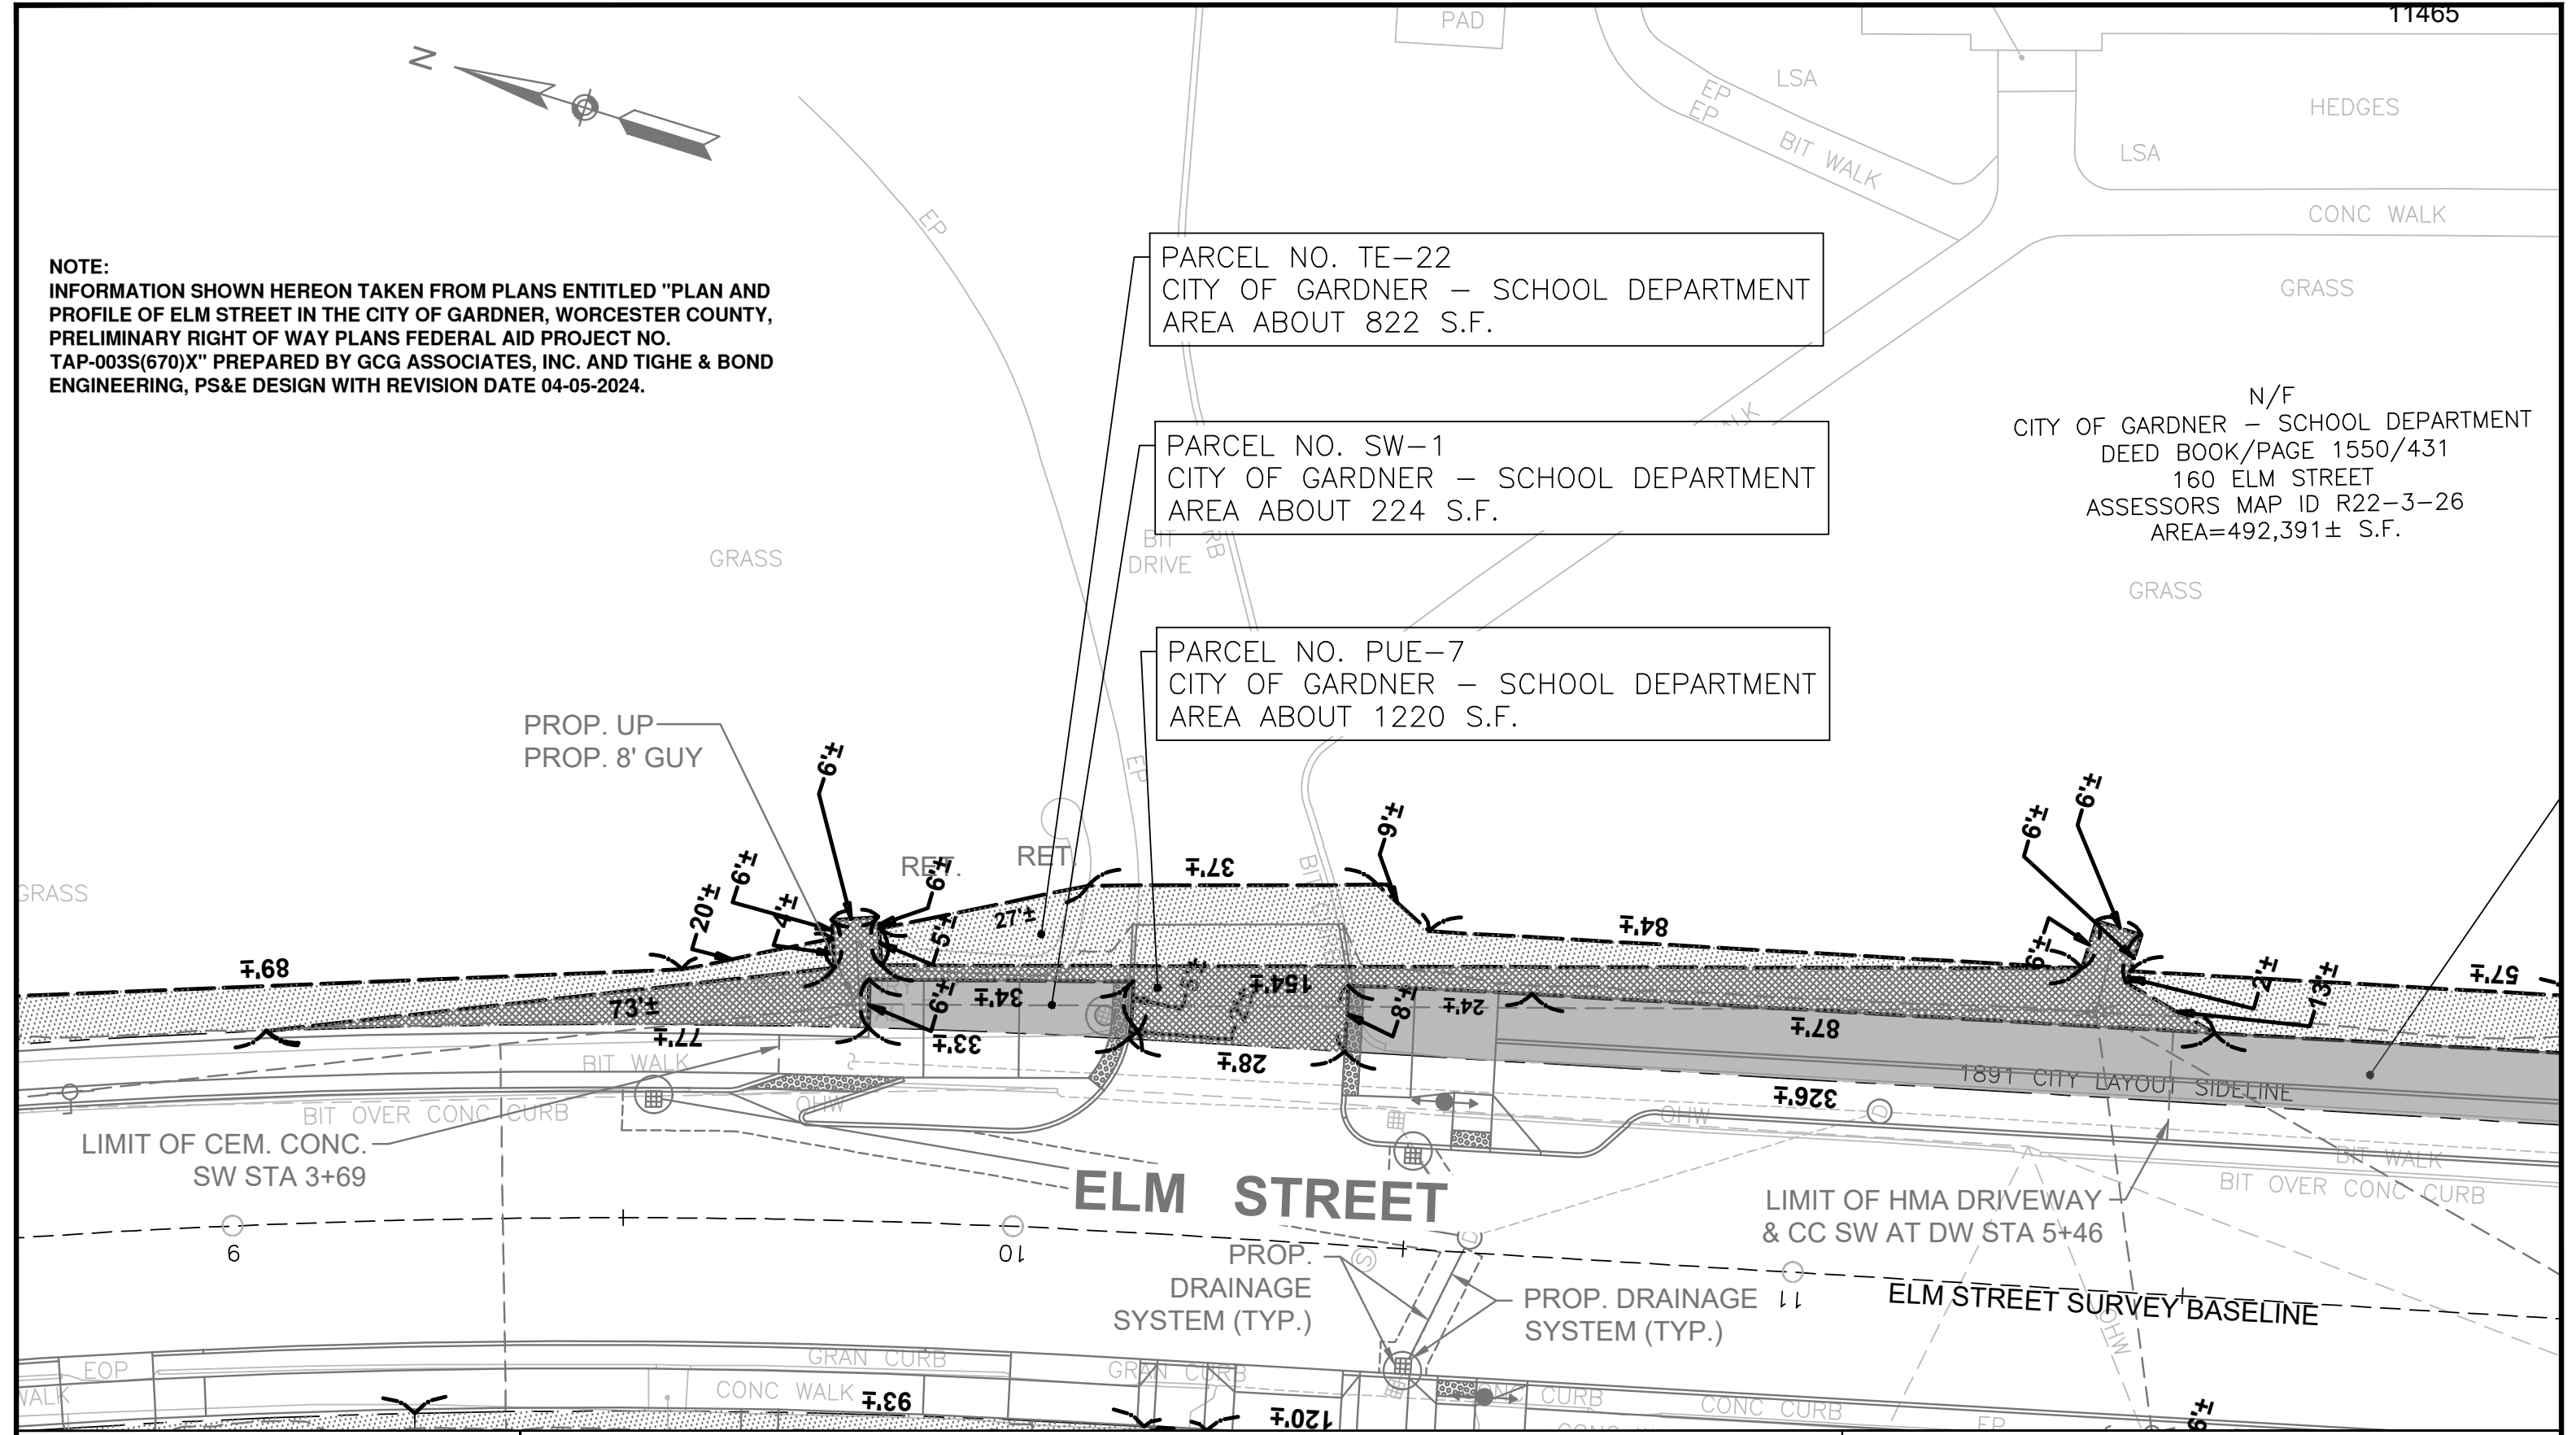 11465
PAD
N
LSA
EP
EP
BIT WALK
HEDGES
LSA
CONC WALK
EP
GRASS
NOTE:
INFORMATION SHOWN HEREON TAKEN FROM PLANS ENTITLED "PLAN AND
PROFILE OF ELM STREET IN THE CITY OF GARDNER, WORCESTER COUNTY,
PRELIMINARY RIGHT OF WAY PLANS FEDERAL AID PROJECT NO.
TAP-003S(670)X" PREPARED BY GCG ASSOCIATES, INC. AND TIGHE & BOND
ENGINEERING, PS&E DESIGN WITH REVISION DATE 04-05-2024.
PARCEL NO. TE-22
CITY OF GARDNER - SCHOOL DEPARTMENT
AREA ABOUT 822 S.F.
PARCEL NO. SW-1
CITY OF GARDNER - SCHOOL DEPARTMENT
AREA ABOUT 224 S.F.
PARCEL NO. PUE-7
CITY OF GARDNER - SCHOOL DEPARTMENT
AREA ABOUT 1220 S.F.
N/F
CITY OF GARDNER - SCHOOL DEPARTMENT
DEED BOOK/PAGE 1550/431
160 ELM STREET
ASSESSORS MAP ID R22-3-26
AREA=492,391± S.F.
GRASS
BIT
DRIVE
RB
GRASS
PROP. UP
PROP. 8' GUY
EP
GRASS
RET.
RET.
6'±
6'±
20'±
4'±
6'±
5'±
27'±
37'±
9'±
84'±
6'±
6'±
6'±
2'±
13'±
57'±
89'±
73'±
77'±
6'±
34'±
33'±
5'±
154'±
28'±
8'±
24'±
87'±
326'±
1891 CITY LAYOUT SIDELINE
BIT WALK
BIT OVER CONC CURB
OHW
OHW
BIT WALK
BIT OVER CONC CURB
LIMIT OF CEM. CONC.
SW STA 3+69
ELM STREET
LIMIT OF HMA DRIVEWAY
& CC SW AT DW STA 5+46
D
D
S
9
10
11
PROP.
DRAINAGE
SYSTEM (TYP.)
PROP. DRAINAGE
SYSTEM (TYP.)
ELM STREET SURVEY BASELINE
OHW
EOP
GRAN CURB
GRAN CURB
WALK
CONC WALK
93'±
120'±
CURB
CONC CURB
EP
6'±